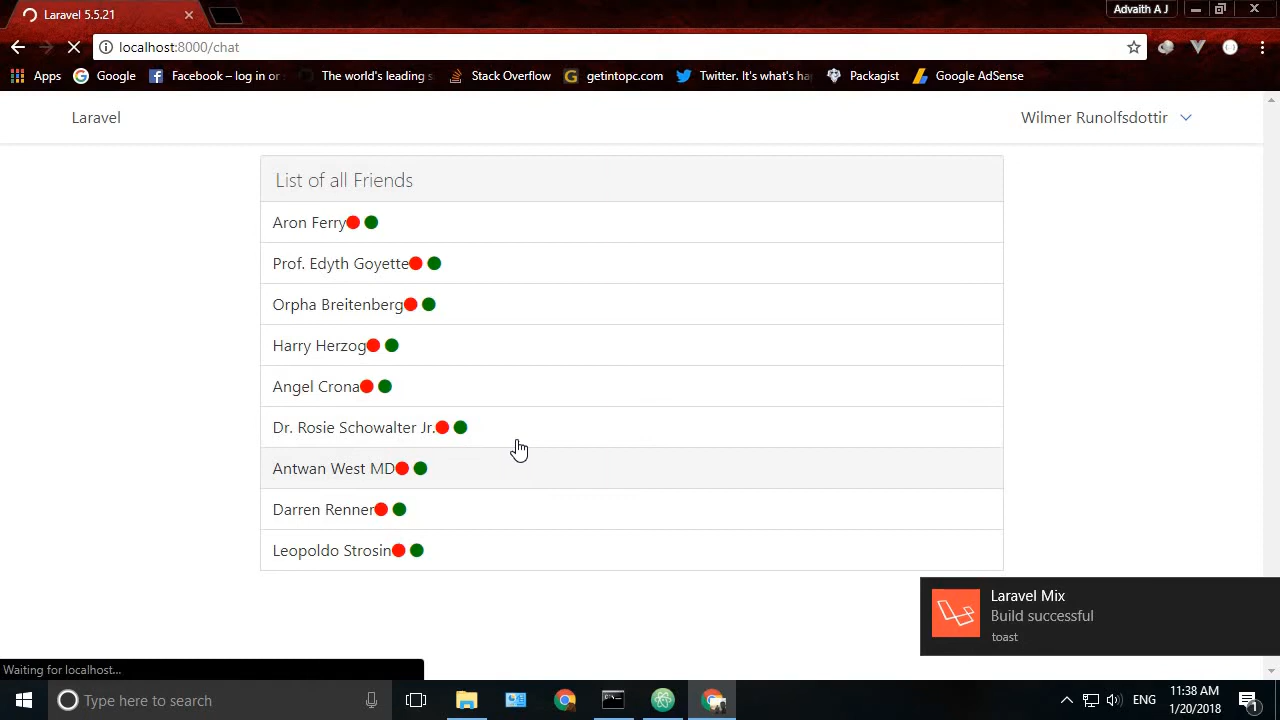 Laravel 5.5.21
Advaith A J
localhost:8000/chat
Apps Google Facebook – log in or The world's leading s Stack Overflow getintopc.com Twitter. It's what's ha Packagist Google AdSense
Laravel
Wilmer Runolfsdottir
List of all Friends
Aron Ferry
Prof. Edyth Goyette
Orpha Breitenberg
Harry Herzog
Angel Crona
Dr. Rosie Schowalter Jr.
Antwan West MD
Darren Renner
Leopoldo Strosin
Laravel Mix
Build successful
toast
Waiting for localhost...
Type here to search
ENG
11:38 AM
1/20/2018
1